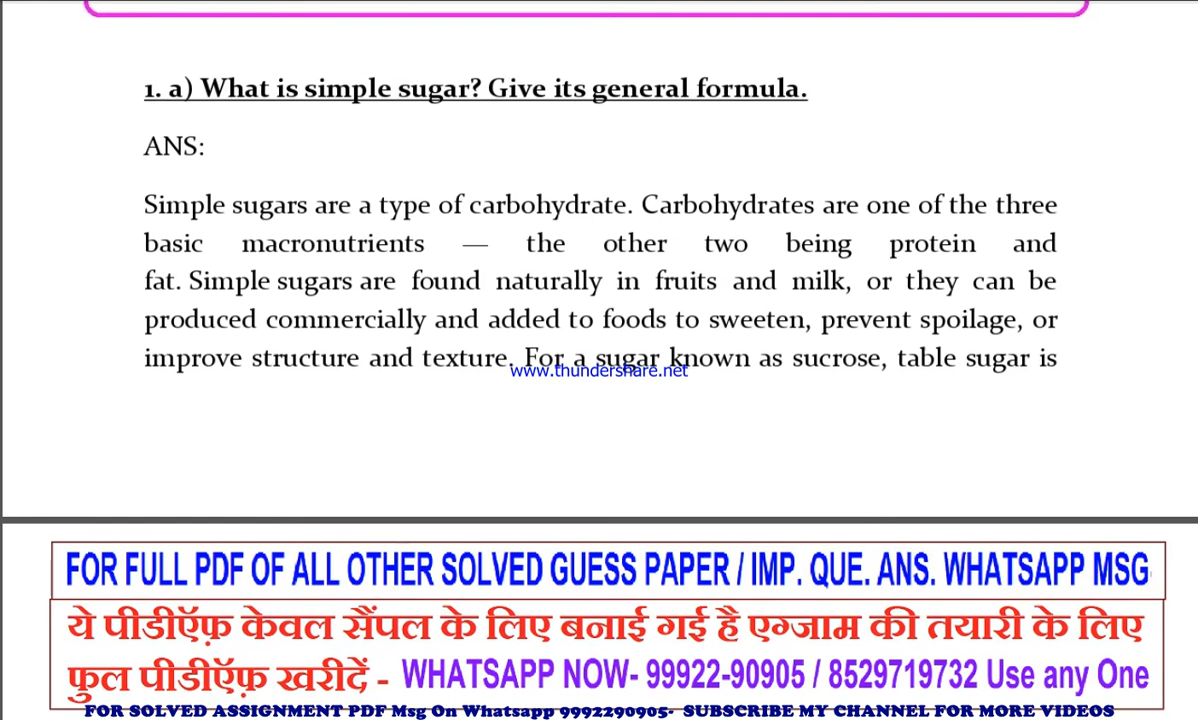 1. a) What is simple sugar? Give its general formula.
ANS:
Simple sugars are a type of carbohydrate. Carbohydrates are one of the three
basic macronutrients — the other two being protein and
fat. Simple sugars are found naturally in fruits and milk, or they can be
produced commercially and added to foods to sweeten, prevent spoilage, or
improve structure and texture. For a sugar known as sucrose, table sugar is
www.thundershare.net
FOR FULL PDF OF ALL OTHER SOLVED GUESS PAPER / IMP. QUE. ANS. WHATSAPP MSG
ये पीडीऍफ़ केवल सैंपल के लिए बनाई गई है एग्जाम की तयारी के लिए
फुल पीडीऍफ़ खरीदें - WHATSAPP NOW- 99922-90905 / 8529719732 Use any One
FOR SOLVED ASSIGNMENT PDF Msg On Whatsapp 9992290905- SUBSCRIBE MY CHANNEL FOR MORE VIDEOS